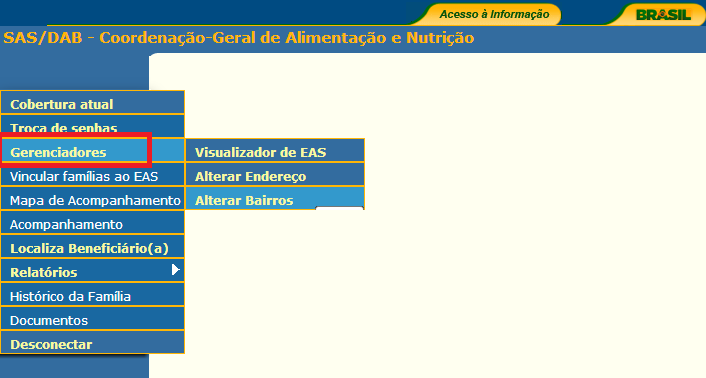 Acesso à Informação
BRASIL
SAS/DAB - Coordenação-Geral de Alimentação e Nutrição
Cobertura atual
Troca de senhas
Gerenciadores
Visualizador de EAS
Alterar Endereço
Alterar Bairros
Vincular famílias ao EAS
Mapa de Acompanhamento
Acompanhamento
Localiza Beneficiário(a)
Relatórios
Histórico da Família
Documentos
Desconectar